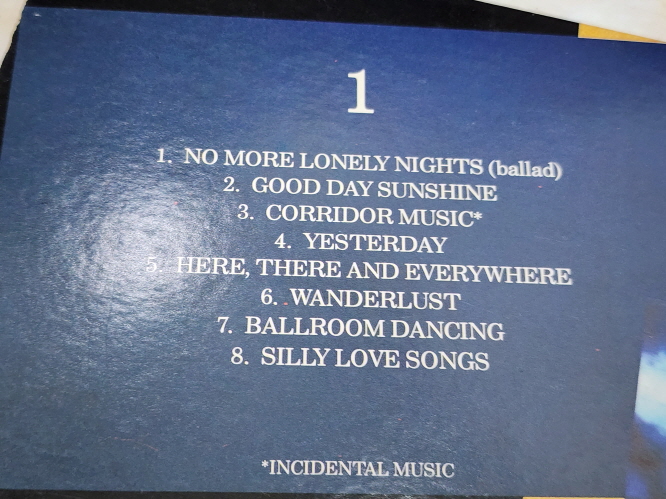 1
1. NO MORE LONELY NIGHTS (ballad)
2. GOOD DAY SUNSHINE
3. CORRIDOR MUSIC*
4. YESTERDAY
5. HERE, THERE AND EVERYWHERE
6. WANDERLUST
7. BALLROOM DANCING
8. SILLY LOVE SONGS
*INCIDENTAL MUSIC